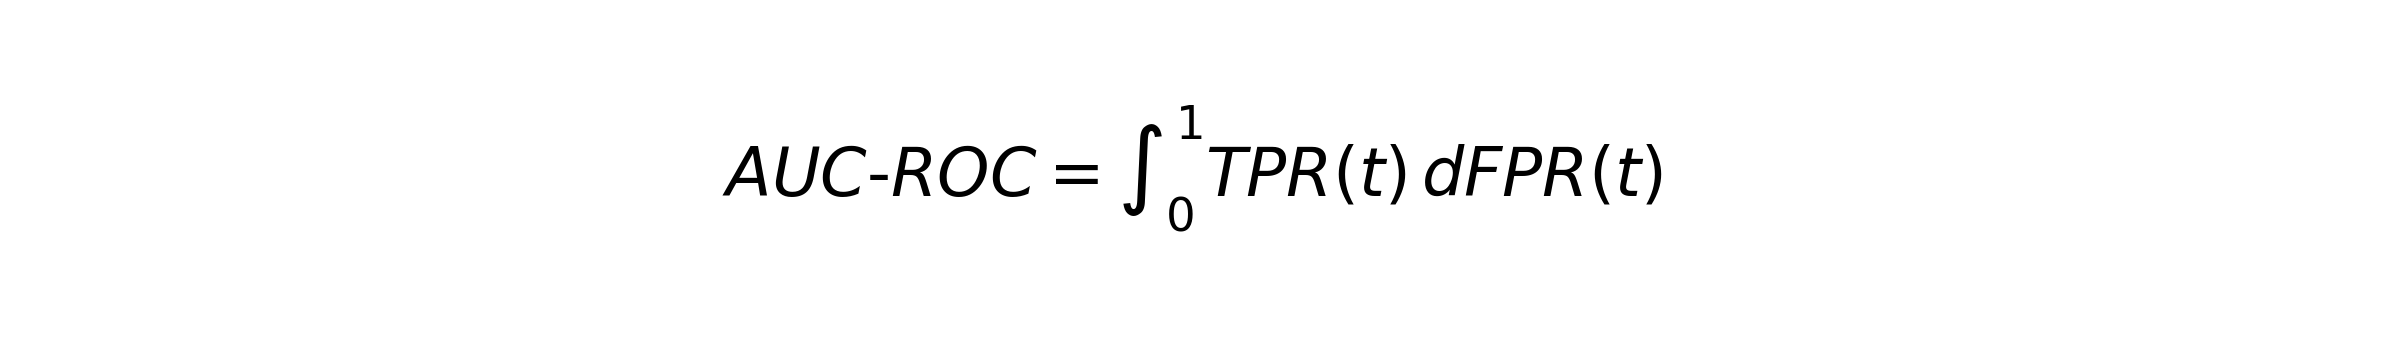 AUC-ROC = ∫₀¹ TPR(t) dFPR(t)